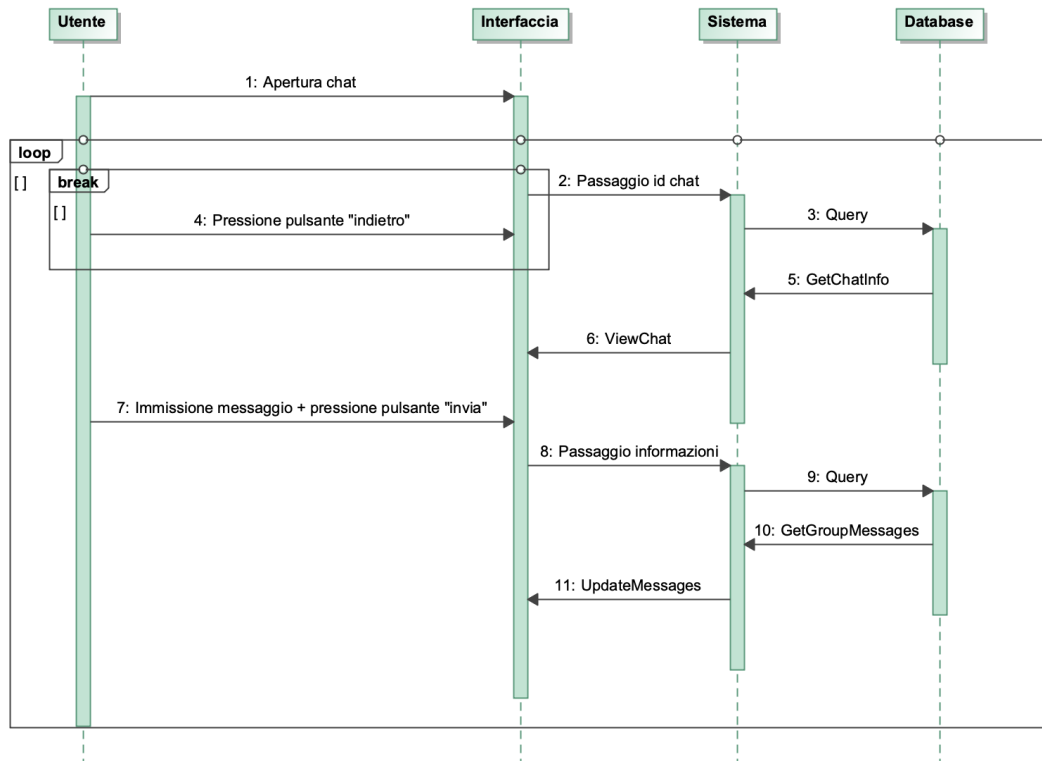 Utente
Interfaccia
Sistema
Database
1: Apertura chat
loop
[ ]
break
[ ]
2: Passaggio id chat
3: Query
4: Pressione pulsante "indietro"
5: GetChatInfo
6: ViewChat
7: Immissione messaggio + pressione pulsante "invia"
8: Passaggio informazioni
9: Query
10: GetGroupMessages
11: UpdateMessages